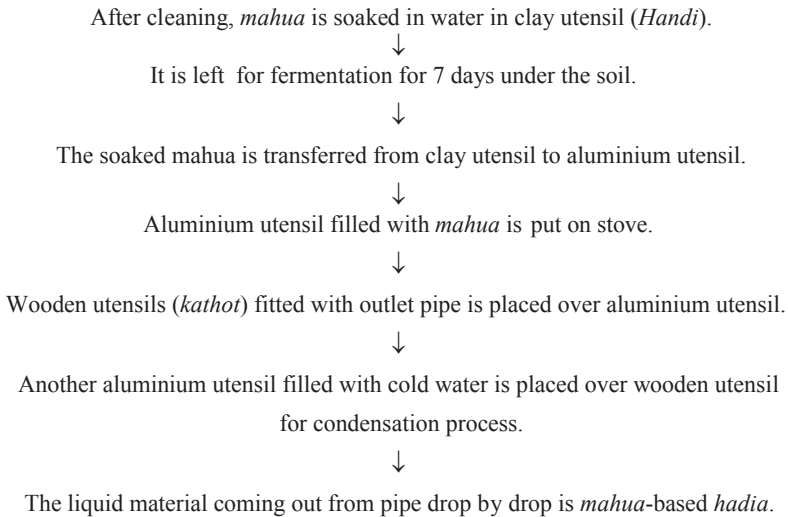 After cleaning, mahua is soaked in water in clay utensil (Handi).
↓
It is left for fermentation for 7 days under the soil.
↓
The soaked mahua is transferred from clay utensil to aluminium utensil.
↓
Aluminium utensil filled with mahua is put on stove.
↓
Wooden utensils (kathot) fitted with outlet pipe is placed over aluminium utensil.
↓
Another aluminium utensil filled with cold water is placed over wooden utensil
for condensation process.
↓
The liquid material coming out from pipe drop by drop is mahua-based hadia.